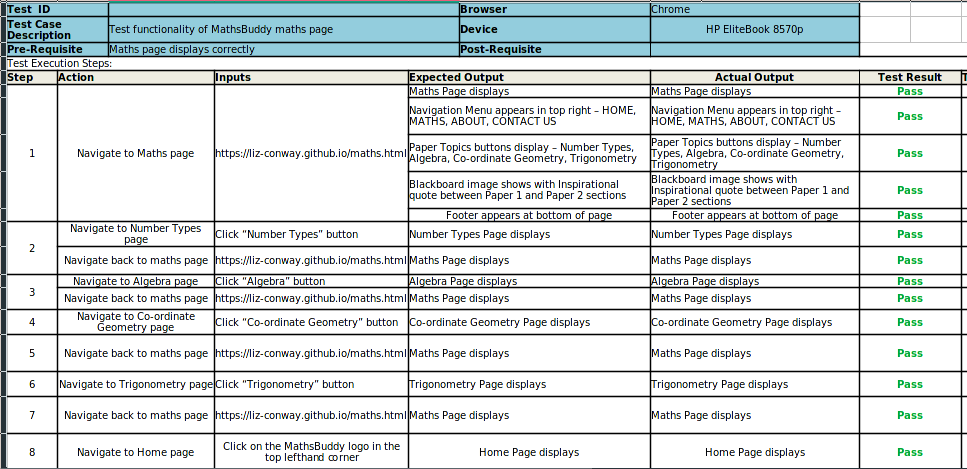 Test ID
Browser
Chrome
Test Case
Description
Test functionality of MathsBuddy maths page
Device
HP EliteBook 8570p
Pre-Requisite
Maths page displays correctly
Post-Requisite
Test Execution Steps:
Step
Action
Inputs
Expected Output
Actual Output
Test Result
T
1
Navigate to Maths page
https://liz-conway.github.io/maths.html
Maths Page displays
Maths Page displays
Pass
Navigation Menu appears in top right – HOME,
MATHS, ABOUT, CONTACT US
Navigation Menu appears in top right –
HOME, MATHS, ABOUT, CONTACT US
Pass
Paper Topics buttons display – Number Types,
Algebra, Co-ordinate Geometry, Trigonometry
Paper Topics buttons display – Number
Types, Algebra, Co-ordinate Geometry,
Trigonometry
Pass
Blackboard image shows with Inspirational
quote between Paper 1 and Paper 2 sections
Blackboard image shows with
Inspirational quote between Paper 1 and
Paper 2 sections
Pass
Footer appears at bottom of page
Footer appears at bottom of page
Pass
2
Navigate to Number Types
page
Click “Number Types” button
Number Types Page displays
Number Types Page displays
Pass
Navigate back to maths page
https://liz-conway.github.io/maths.html
Maths Page displays
Maths Page displays
Pass
3
Navigate to Algebra page
Click “Algebra” button
Algebra Page displays
Algebra Page displays
Pass
Navigate back to maths page
https://liz-conway.github.io/maths.html
Maths Page displays
Maths Page displays
Pass
4
Navigate to Co-ordinate
Geometry page
Click “Co-ordinate Geometry” button
Co-ordinate Geometry Page displays
Co-ordinate Geometry Page displays
Pass
5
Navigate back to maths page
https://liz-conway.github.io/maths.html
Maths Page displays
Maths Page displays
Pass
6
Navigate to Trigonometry page
Click “Trigonometry” button
Trigonometry Page displays
Trigonometry Page displays
Pass
7
Navigate back to maths page
https://liz-conway.github.io/maths.html
Maths Page displays
Maths Page displays
Pass
8
Navigate to Home page
Click on the MathsBuddy logo in the
top lefthand corner
Home Page displays
Home Page displays
Pass